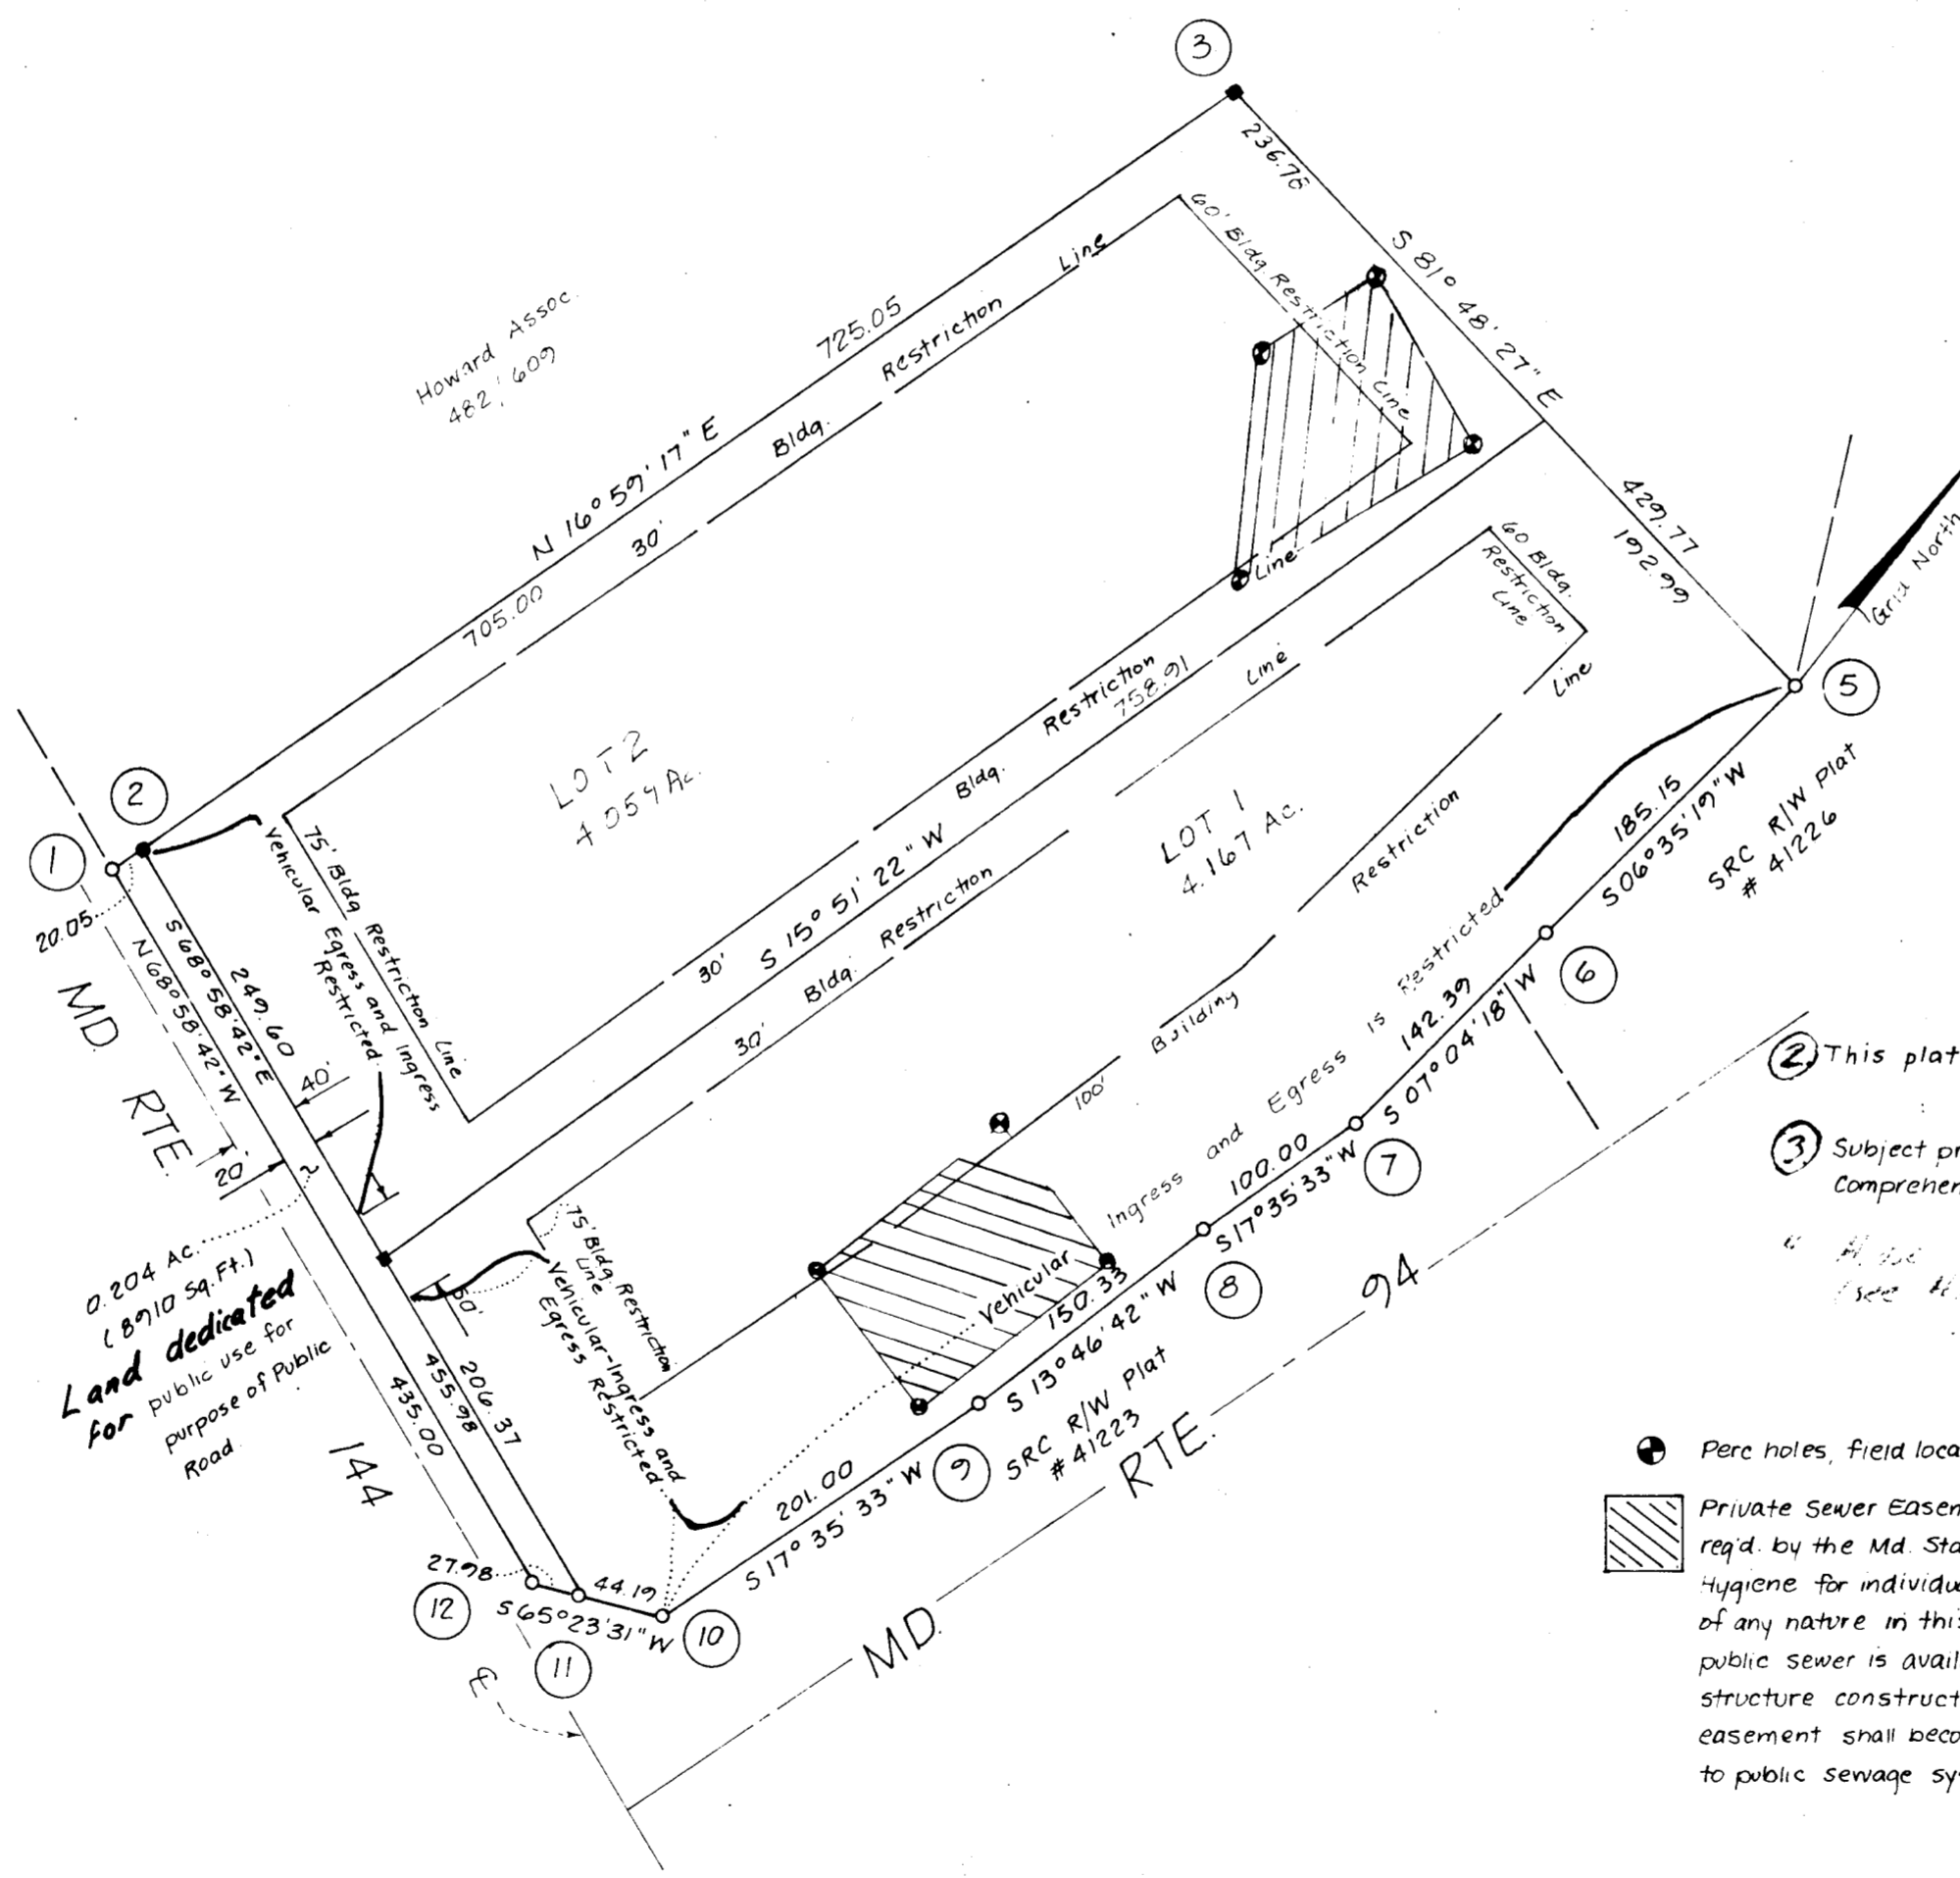 3
236.78
S 81° 48' 27" E
60' Bldg. Restriction Line
Howard Assoc.
482 / 609
725.05
N 16° 59' 17" E
705.00
30' Bldg. Restriction Line
429.77
192.99
Grid North
60 Bldg.
Restriction
Line
Line
5
LOT 2
4.054 Ac.
30' Bldg. Restriction Line
758.91
S 15° 51' 22" W
30' Bldg. Restriction Line
LOT 1
4.167 Ac.
100' Building Restriction
185.15
S 06° 35' 19" W
SRC R/W Plat
# 41226
6
142.39
S 07° 04' 18" W
7
100.00
S 17° 35' 33" W
8
Vehicular Ingress and Egress is Restricted
150.33
S 13° 46' 42" W
SRC R/W Plat
# 41223
9
201.00
S 17° 35' 33" W
10
MD. RTE. 94
2
1
20.05
Vehicular Egress and Ingress
Restricted
75' Bldg Restriction Line
249.60
S 68° 58' 42" E
N 68° 58' 42" W
MD. RTE. 144
40'
20'
0.204 Ac.
(8910 Sq.Ft.)
Land dedicated
for public use for
purpose of Public
Road.
50'
75' Bldg. Restriction
Line
Vehicular-Ingress and
Egress Restricted
206.37
455.98
435.00
27.98
44.19
S 65° 23' 31" W
12
11
2 This plat
3 Subject pr
Comprehen
Perc holes, field loca
Private Sewer Easem
req'd. by the Md. Sta
Hygiene for individu
of any nature in this
public sewer is avail
structure construct
easement shall beco
to public sewage sy